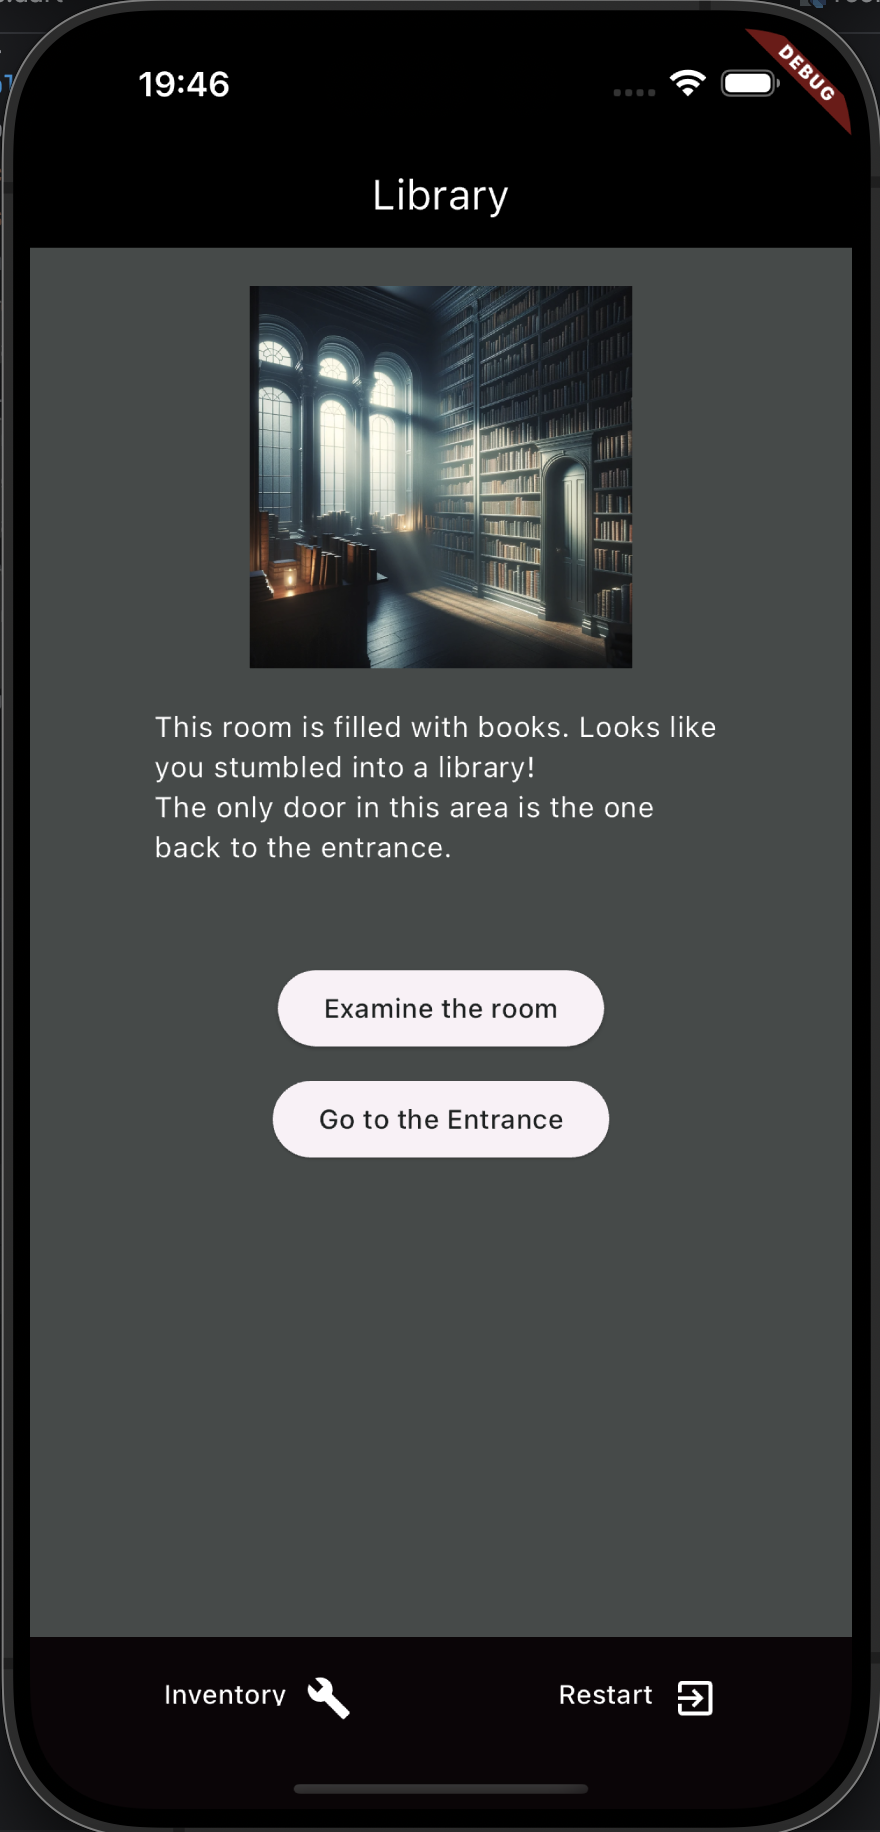 19:46
DEBUG
Library
This room is filled with books. Looks like
you stumbled into a library!
The only door in this area is the one
back to the entrance.
Examine the room
Go to the Entrance
Inventory
Restart